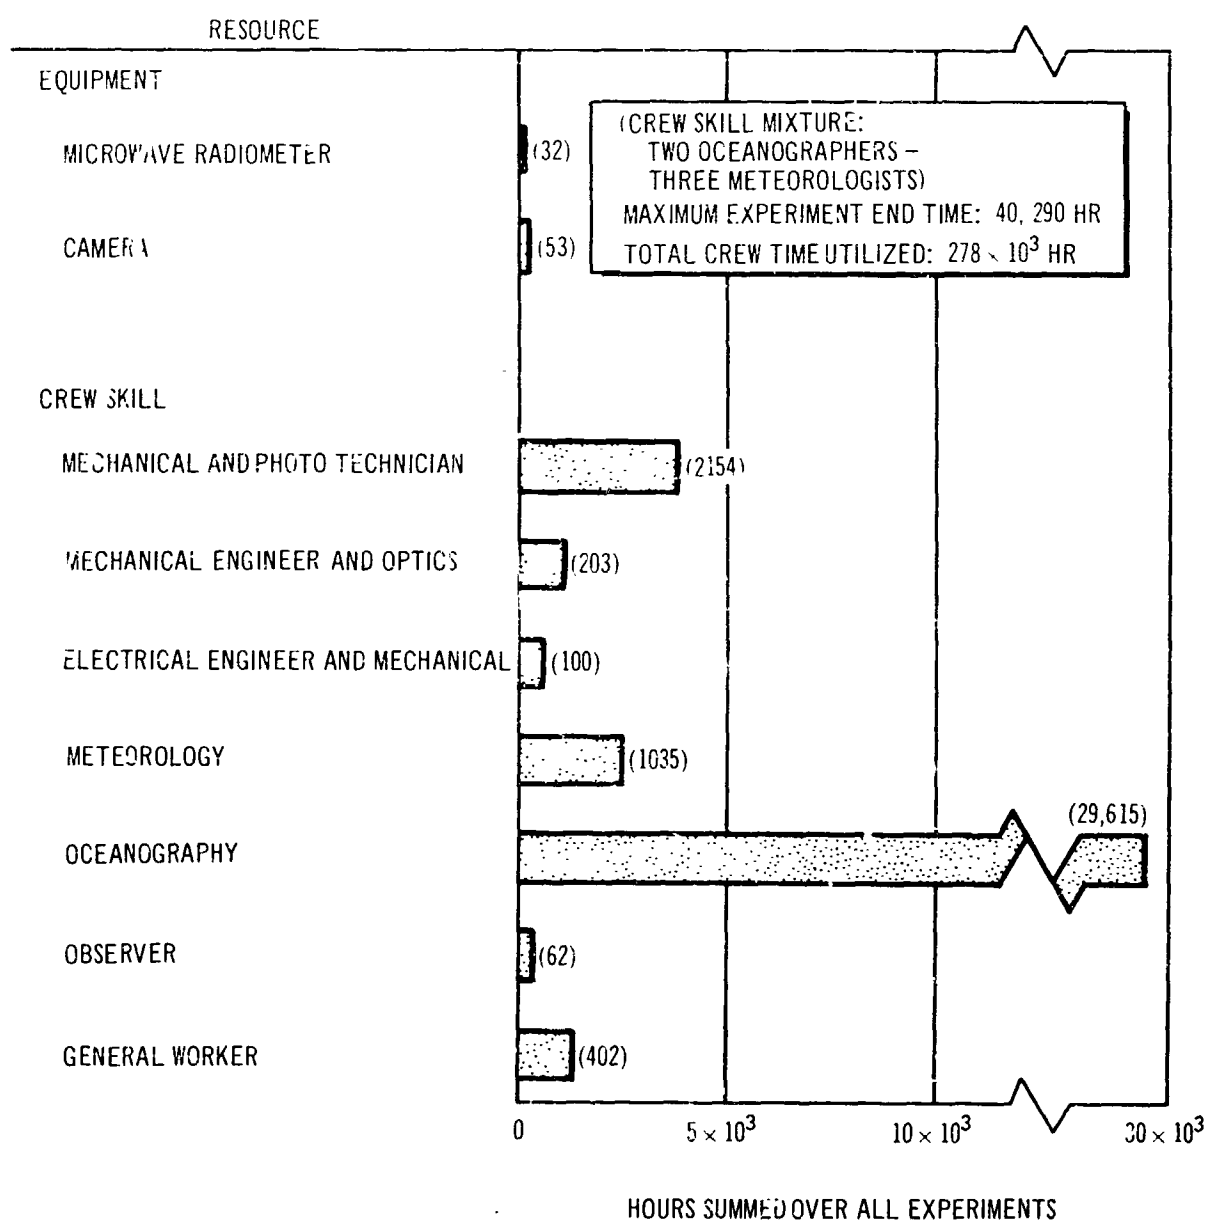 RESOURCE
EQUIPMENT
MICROWAVE RADIOMETER
(32)
CAMERA
(53)
(CREW SKILL MIXTURE:
TWO OCEANOGRAPHERS –
THREE METEOROLOGISTS)
MAXIMUM EXPERIMENT END TIME: 40, 290 HR
TOTAL CREW TIME UTILIZED: 278 × 10³ HR
CREW SKILL
MECHANICAL AND PHOTO TECHNICIAN
(2154)
MECHANICAL ENGINEER AND OPTICS
(203)
ELECTRICAL ENGINEER AND MECHANICAL
(100)
METEOROLOGY
(1035)
OCEANOGRAPHY
(29,615)
OBSERVER
(62)
GENERAL WORKER
(402)
0 5 × 10³ 10 × 10³ 30 × 10³
HOURS SUMMED OVER ALL EXPERIMENTS